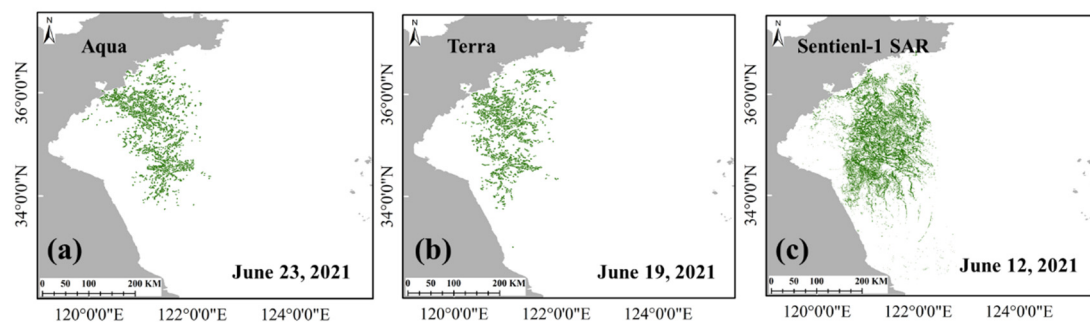 N
Aqua
36°0'0"N
34°0'0"N
(a)
June 23, 2021
0 50 100 200 KM
120°0'0"E 122°0'0"E 124°0'0"E
N
Terra
36°0'0"N
34°0'0"N
(b)
June 19, 2021
0 50 100 200 KM
120°0'0"E 122°0'0"E 124°0'0"E
N
Sentienl-1 SAR
36°0'0"N
34°0'0"N
(c)
June 12, 2021
0 50 100 200 KM
120°0'0"E 122°0'0"E 124°0'0"E